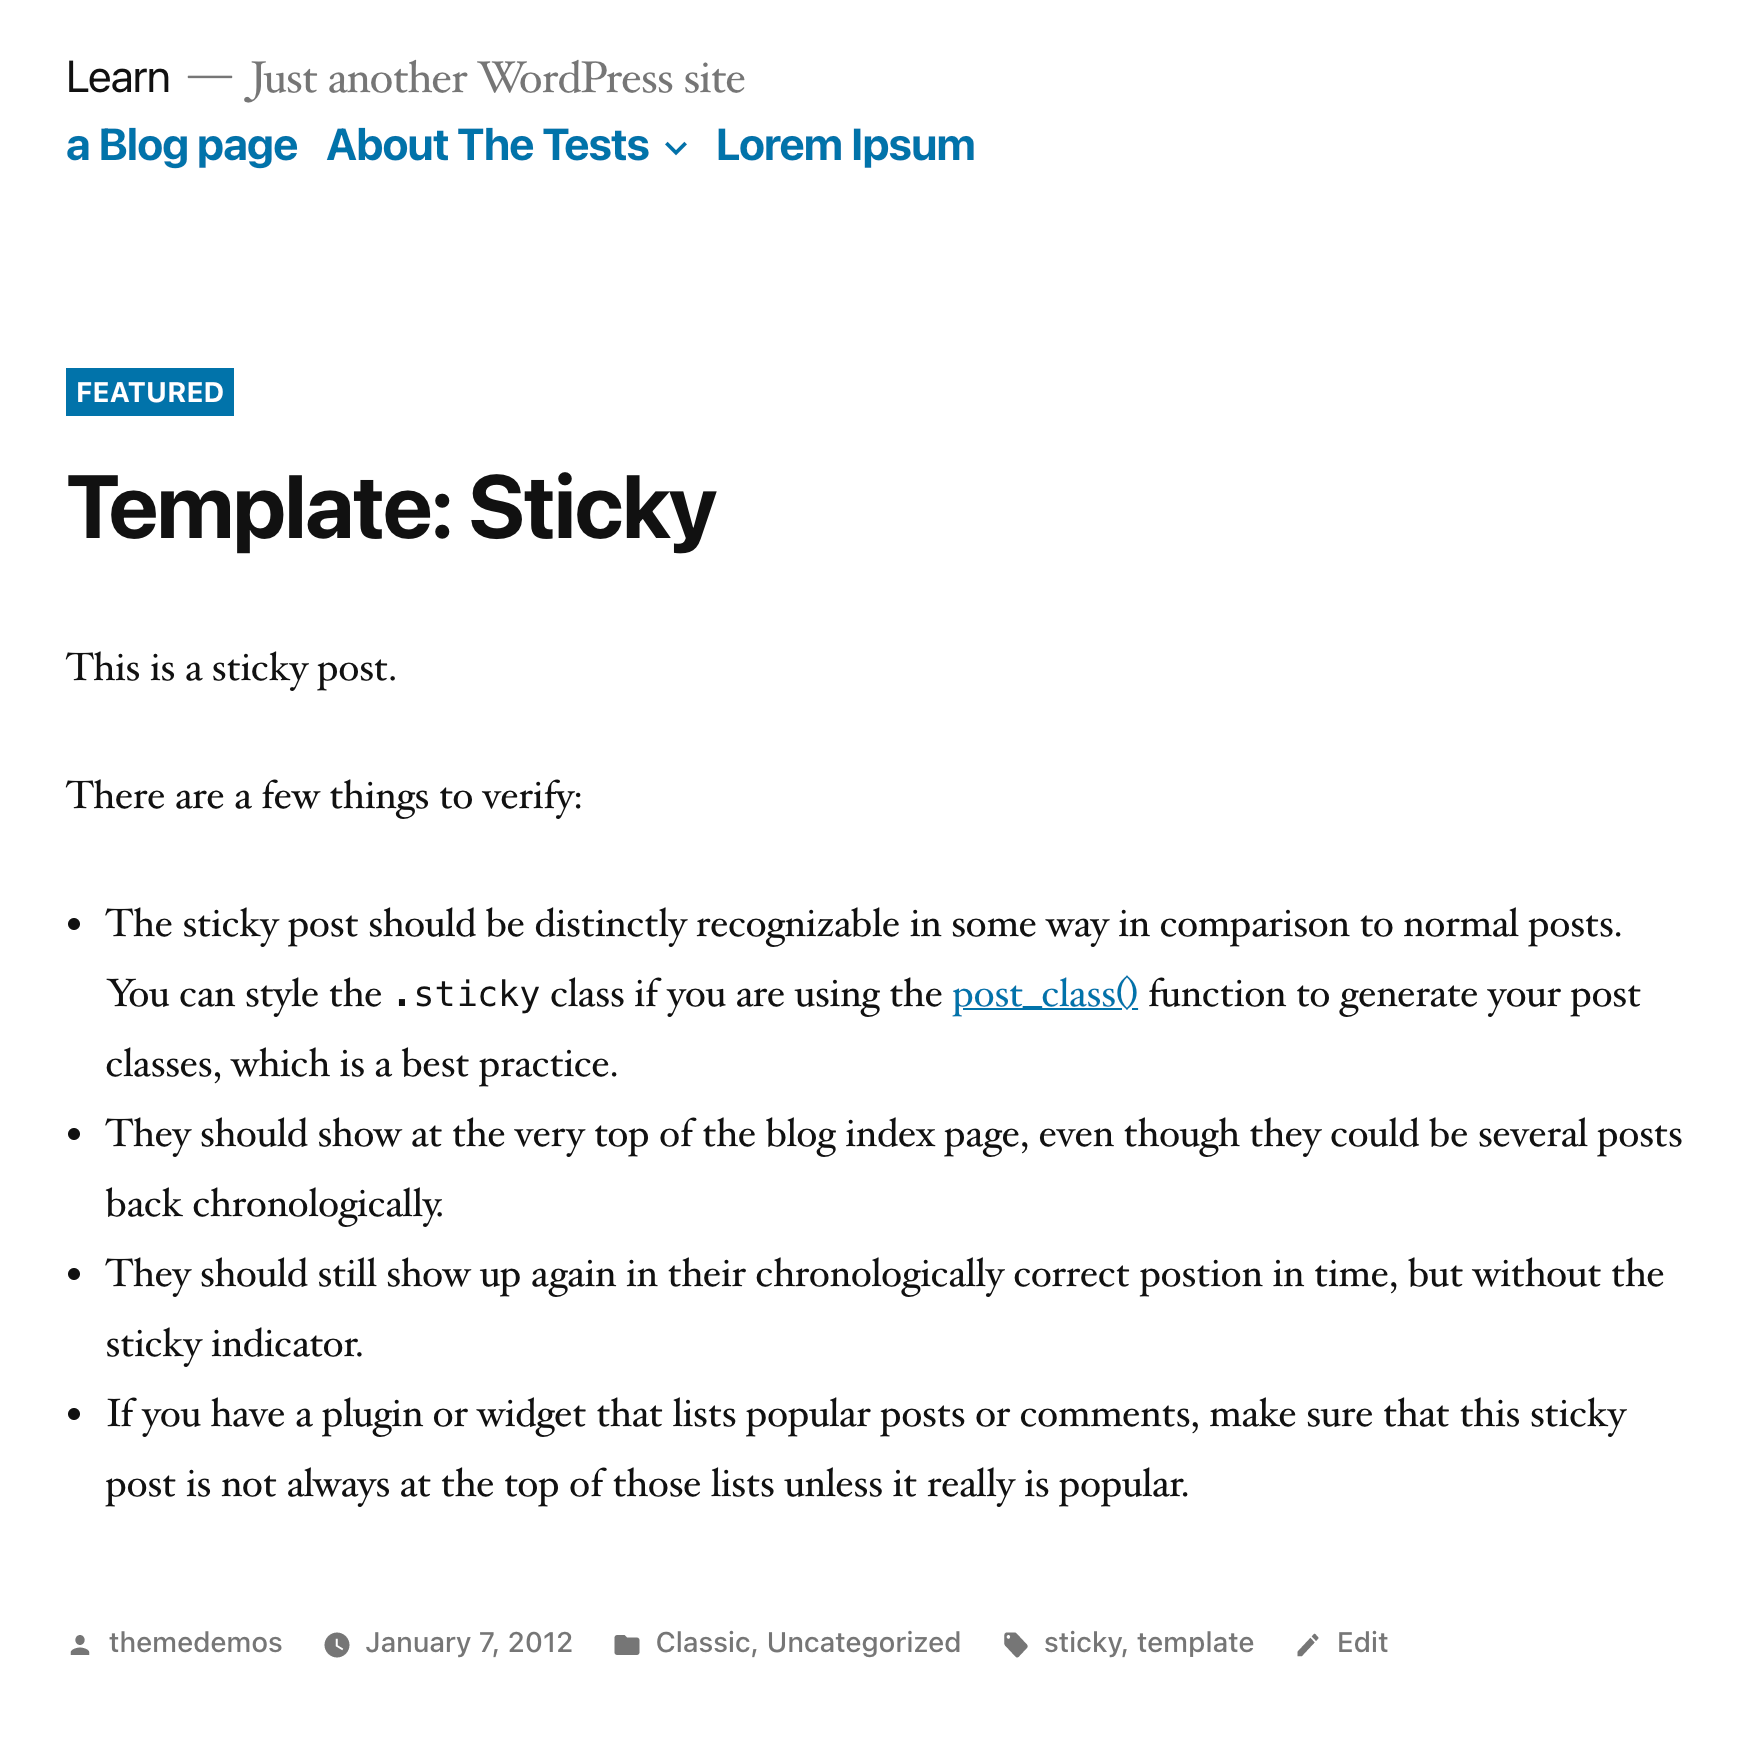 Learn — Just another WordPress site
a Blog page About The Tests Lorem Ipsum
FEATURED
Template: Sticky
This is a sticky post.
There are a few things to verify:
• The sticky post should be distinctly recognizable in some way in comparison to normal posts.
You can style the .sticky class if you are using the post_class() function to generate your post
classes, which is a best practice.
• They should show at the very top of the blog index page, even though they could be several posts
back chronologically.
• They should still show up again in their chronologically correct postion in time, but without the
sticky indicator.
• If you have a plugin or widget that lists popular posts or comments, make sure that this sticky
post is not always at the top of those lists unless it really is popular.
themedemos January 7, 2012 Classic, Uncategorized sticky, template Edit